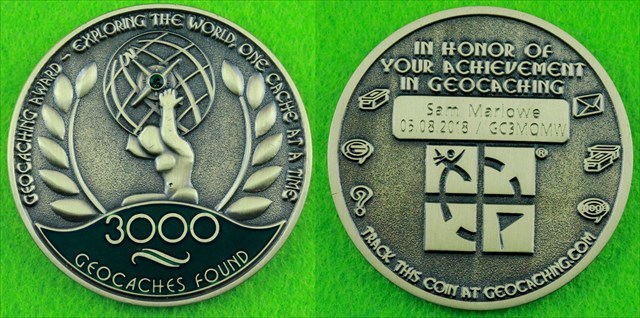 GEOCACHING AWARD – EXPLORING THE WORLD, ONE CACHE AT A TIME
3000
GEOCACHES FOUND
IN HONOR OF
YOUR ACHIEVEMENT
IN GEOCACHING
Sam Marlowe
05.08.2018 / GC3MQMW
®
TRACK THIS COIN AT GEOCACHING.COM